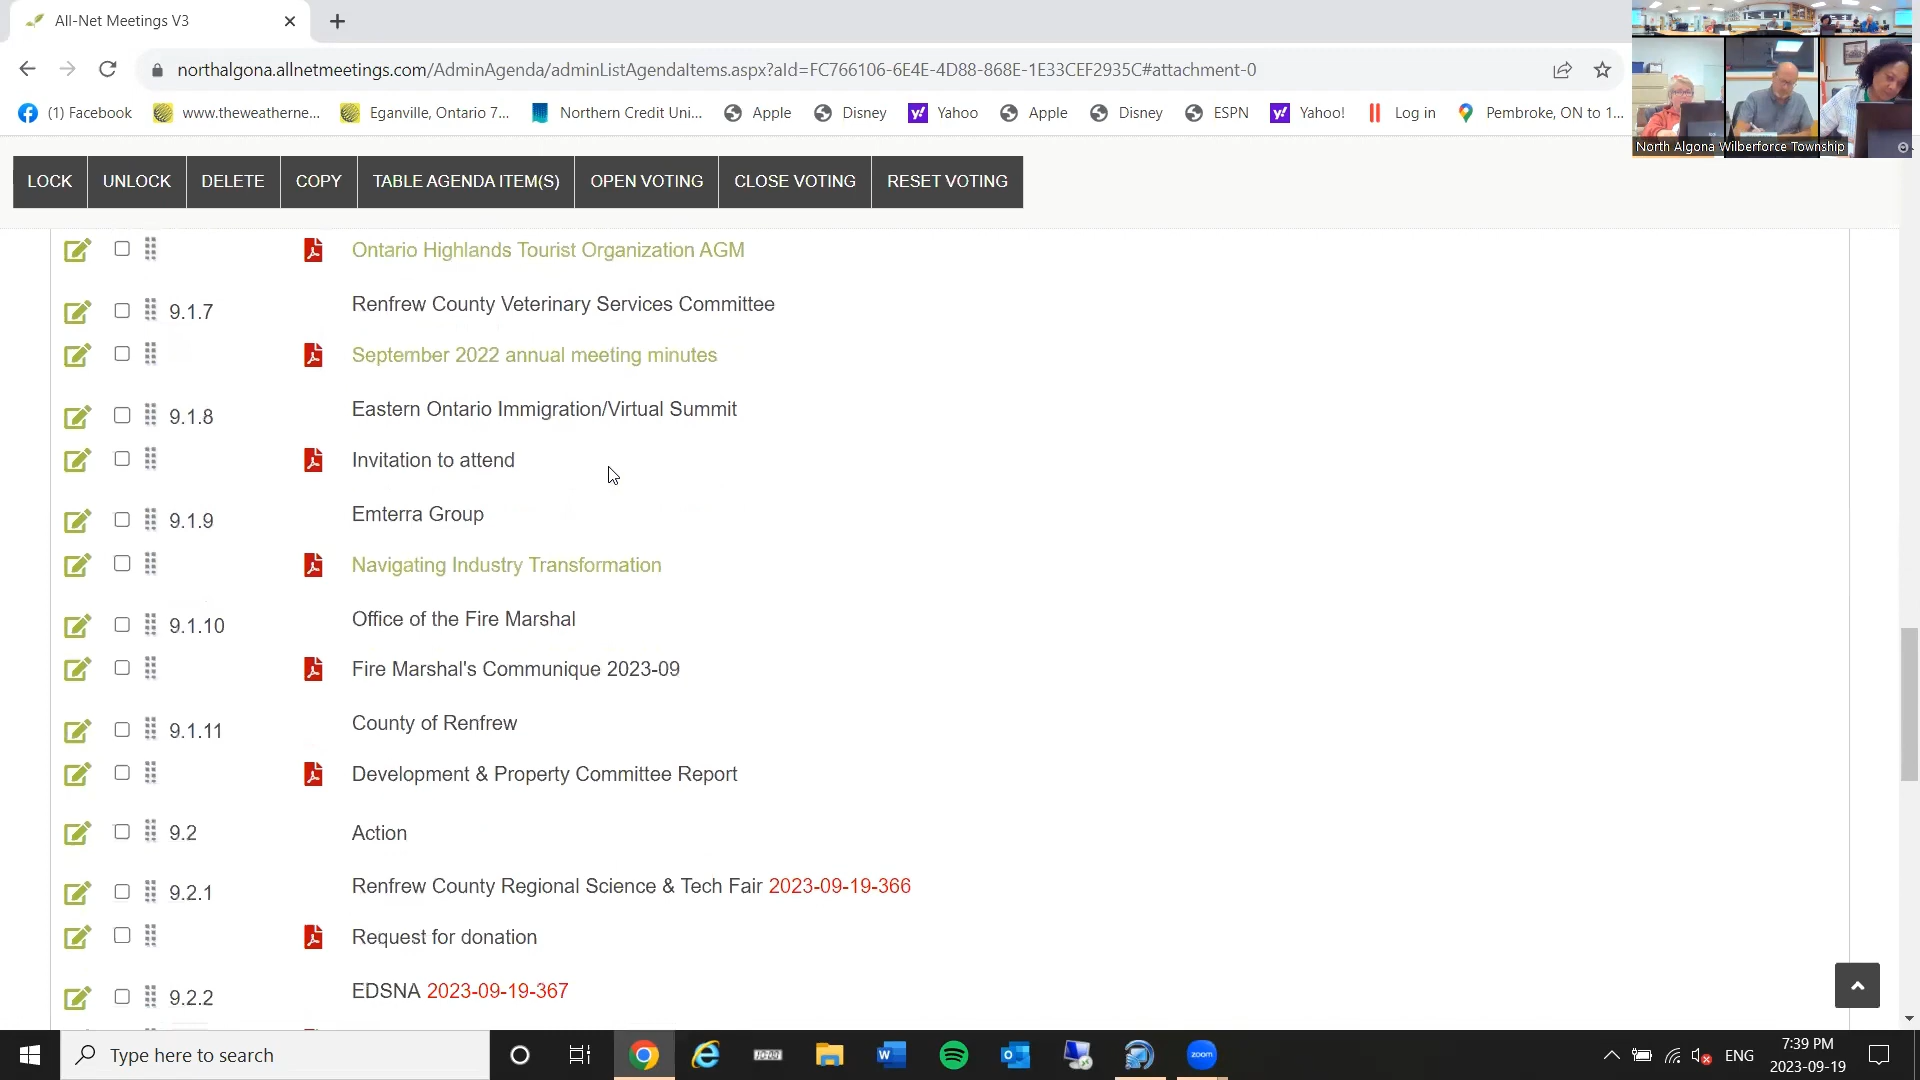 All-Net Meetings V3
northalgona.allnetmeetings.com/AdminAgenda/adminListAgendaItems.aspx?aId=FC766106-6E4E-4D88-868E-1E33CEF2935C#attachment-0
(1) Facebook www.theweatherne... Eganville, Ontario 7... Northern Credit Uni... Apple Disney Yahoo Apple Disney ESPN Yahoo! Log in Pembroke, ON to 1...
North Algona Wilberforce Township
LOCK UNLOCK DELETE COPY TABLE AGENDA ITEM(S) OPEN VOTING CLOSE VOTING RESET VOTING
Ontario Highlands Tourist Organization AGM
9.1.7 Renfrew County Veterinary Services Committee
September 2022 annual meeting minutes
9.1.8 Eastern Ontario Immigration/Virtual Summit
Invitation to attend
9.1.9 Emterra Group
Navigating Industry Transformation
9.1.10 Office of the Fire Marshal
Fire Marshal's Communique 2023-09
9.1.11 County of Renfrew
Development & Property Committee Report
9.2 Action
9.2.1 Renfrew County Regional Science & Tech Fair 2023-09-19-366
Request for donation
9.2.2 EDSNA 2023-09-19-367
Type here to search
zoom
ENG
7:39 PM
2023-09-19